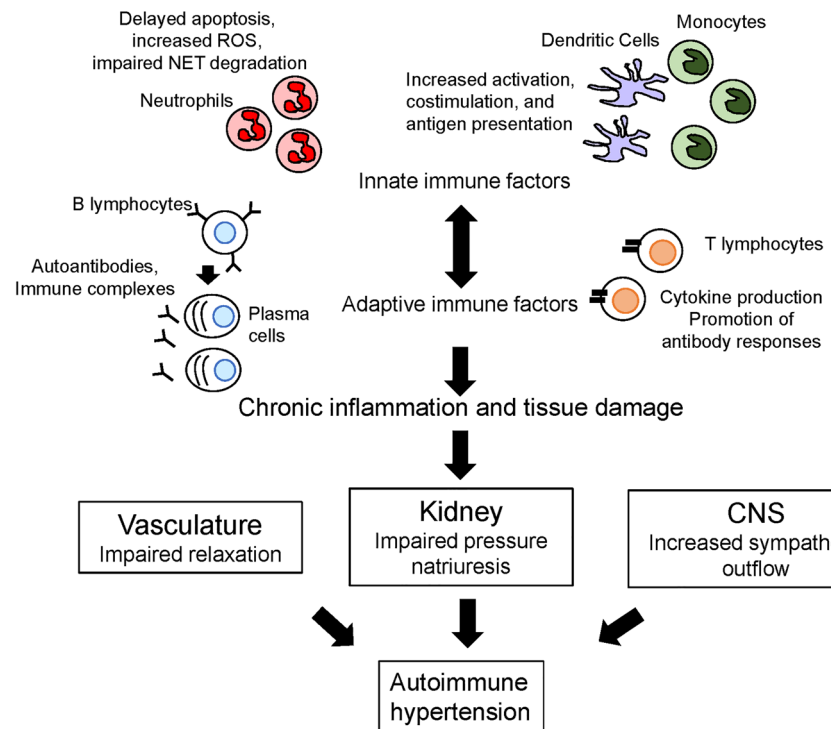 Delayed apoptosis,
increased ROS,
impaired NET degradation
Neutrophils
Monocytes
Dendritic Cells
Increased activation,
costimulation, and
antigen presentation
Innate immune factors
B lymphocytes
Autoantibodies,
Immune complexes
Plasma
cells
T lymphocytes
Adaptive immune factors
Cytokine production
Promotion of
antibody responses
Chronic inflammation and tissue damage
Vasculature
Impaired relaxation
Kidney
Impaired pressure
natriuresis
CNS
Increased sympath
outflow
Autoimmune
hypertension